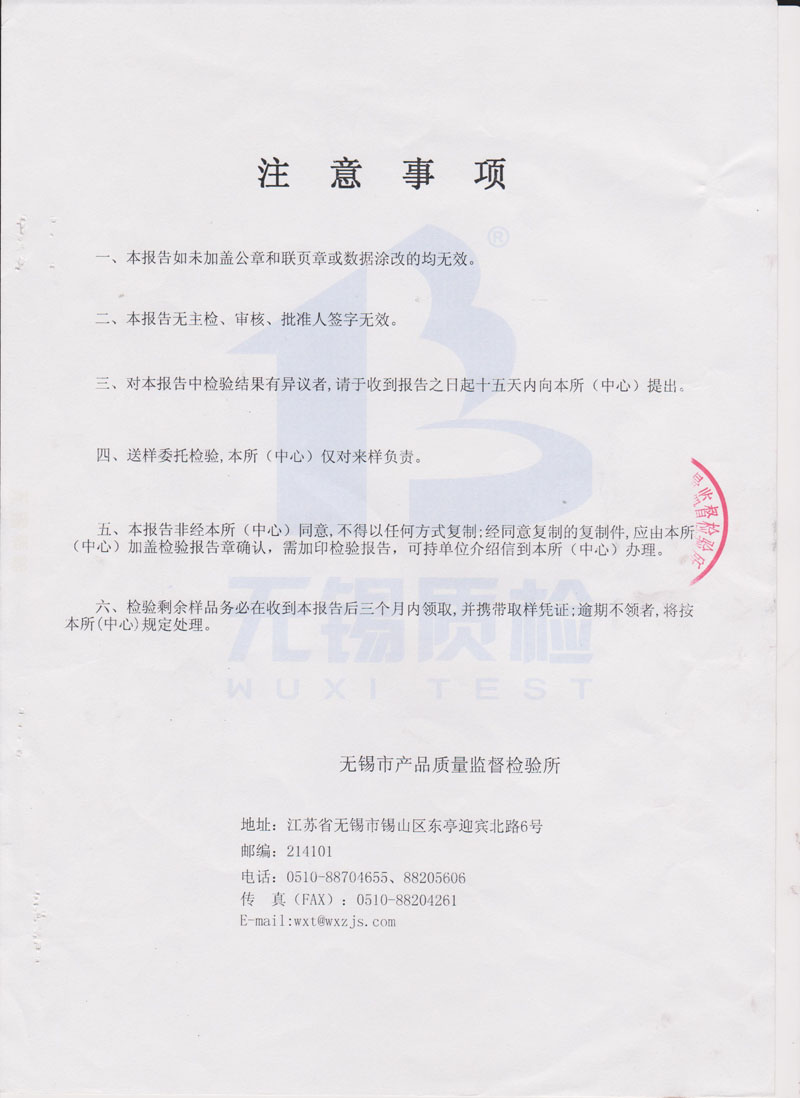 注意事项
®
一、本报告如未加盖公章和联页章或数据涂改的均无效。
二、本报告无主检、审核、批准人签字无效。
三、对本报告中检验结果有异议者,请于收到报告之日起十五天内向本所（中心）提出。
四、送样委托检验,本所（中心）仅对来样负责。
五、本报告非经本所（中心）同意,不得以任何方式复制;经同意复制的复制件,应由本所
（中心）加盖检验报告章确认，需加印检验报告，可持单位介绍信到本所（中心）办理。
六、检验剩余样品务必在收到本报告后三个月内领取,并携带取样凭证;逾期不领者,将按
本所(中心)规定处理。
无锡质检
WUXI TEST
监督检验
无锡市产品质量监督检验所
地址：江苏省无锡市锡山区东亭迎宾北路6号
邮编：214101
电话：0510-88704655、88205606
传　真（FAX）：0510-88204261
E-mail:wxt@wxzjs.com